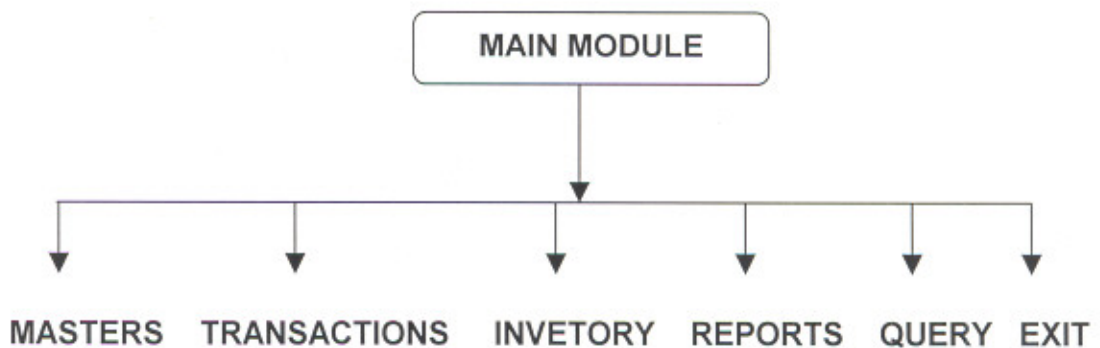 MAIN MODULE
MASTERS TRANSACTIONS INVETORY REPORTS QUERY EXIT